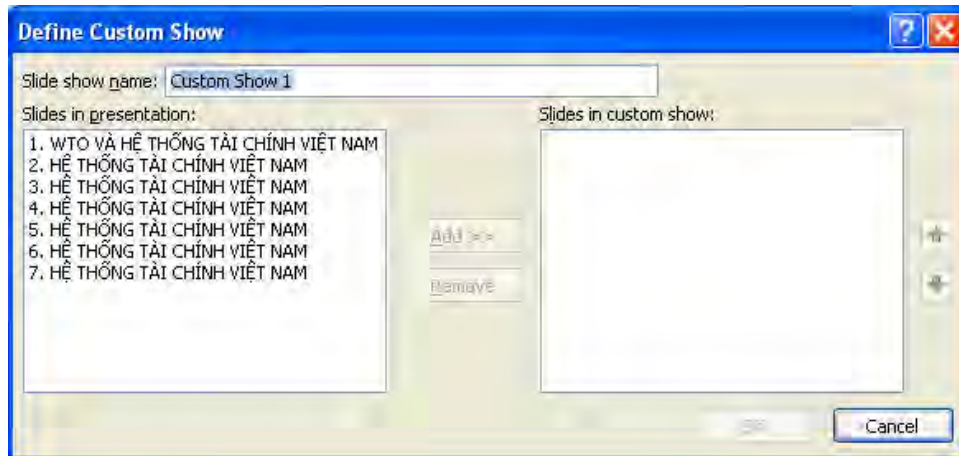 Define Custom Show
Slide show name: Custom Show 1
Slides in presentation:
Slides in custom show:
1. WTO VÀ HỆ THỐNG TÀI CHÍNH VIỆT NAM
2. HỆ THỐNG TÀI CHÍNH VIỆT NAM
3. HỆ THỐNG TÀI CHÍNH VIỆT NAM
4. HỆ THỐNG TÀI CHÍNH VIỆT NAM
5. HỆ THỐNG TÀI CHÍNH VIỆT NAM
6. HỆ THỐNG TÀI CHÍNH VIỆT NAM
7. HỆ THỐNG TÀI CHÍNH VIỆT NAM
Add >>
Remove
Cancel